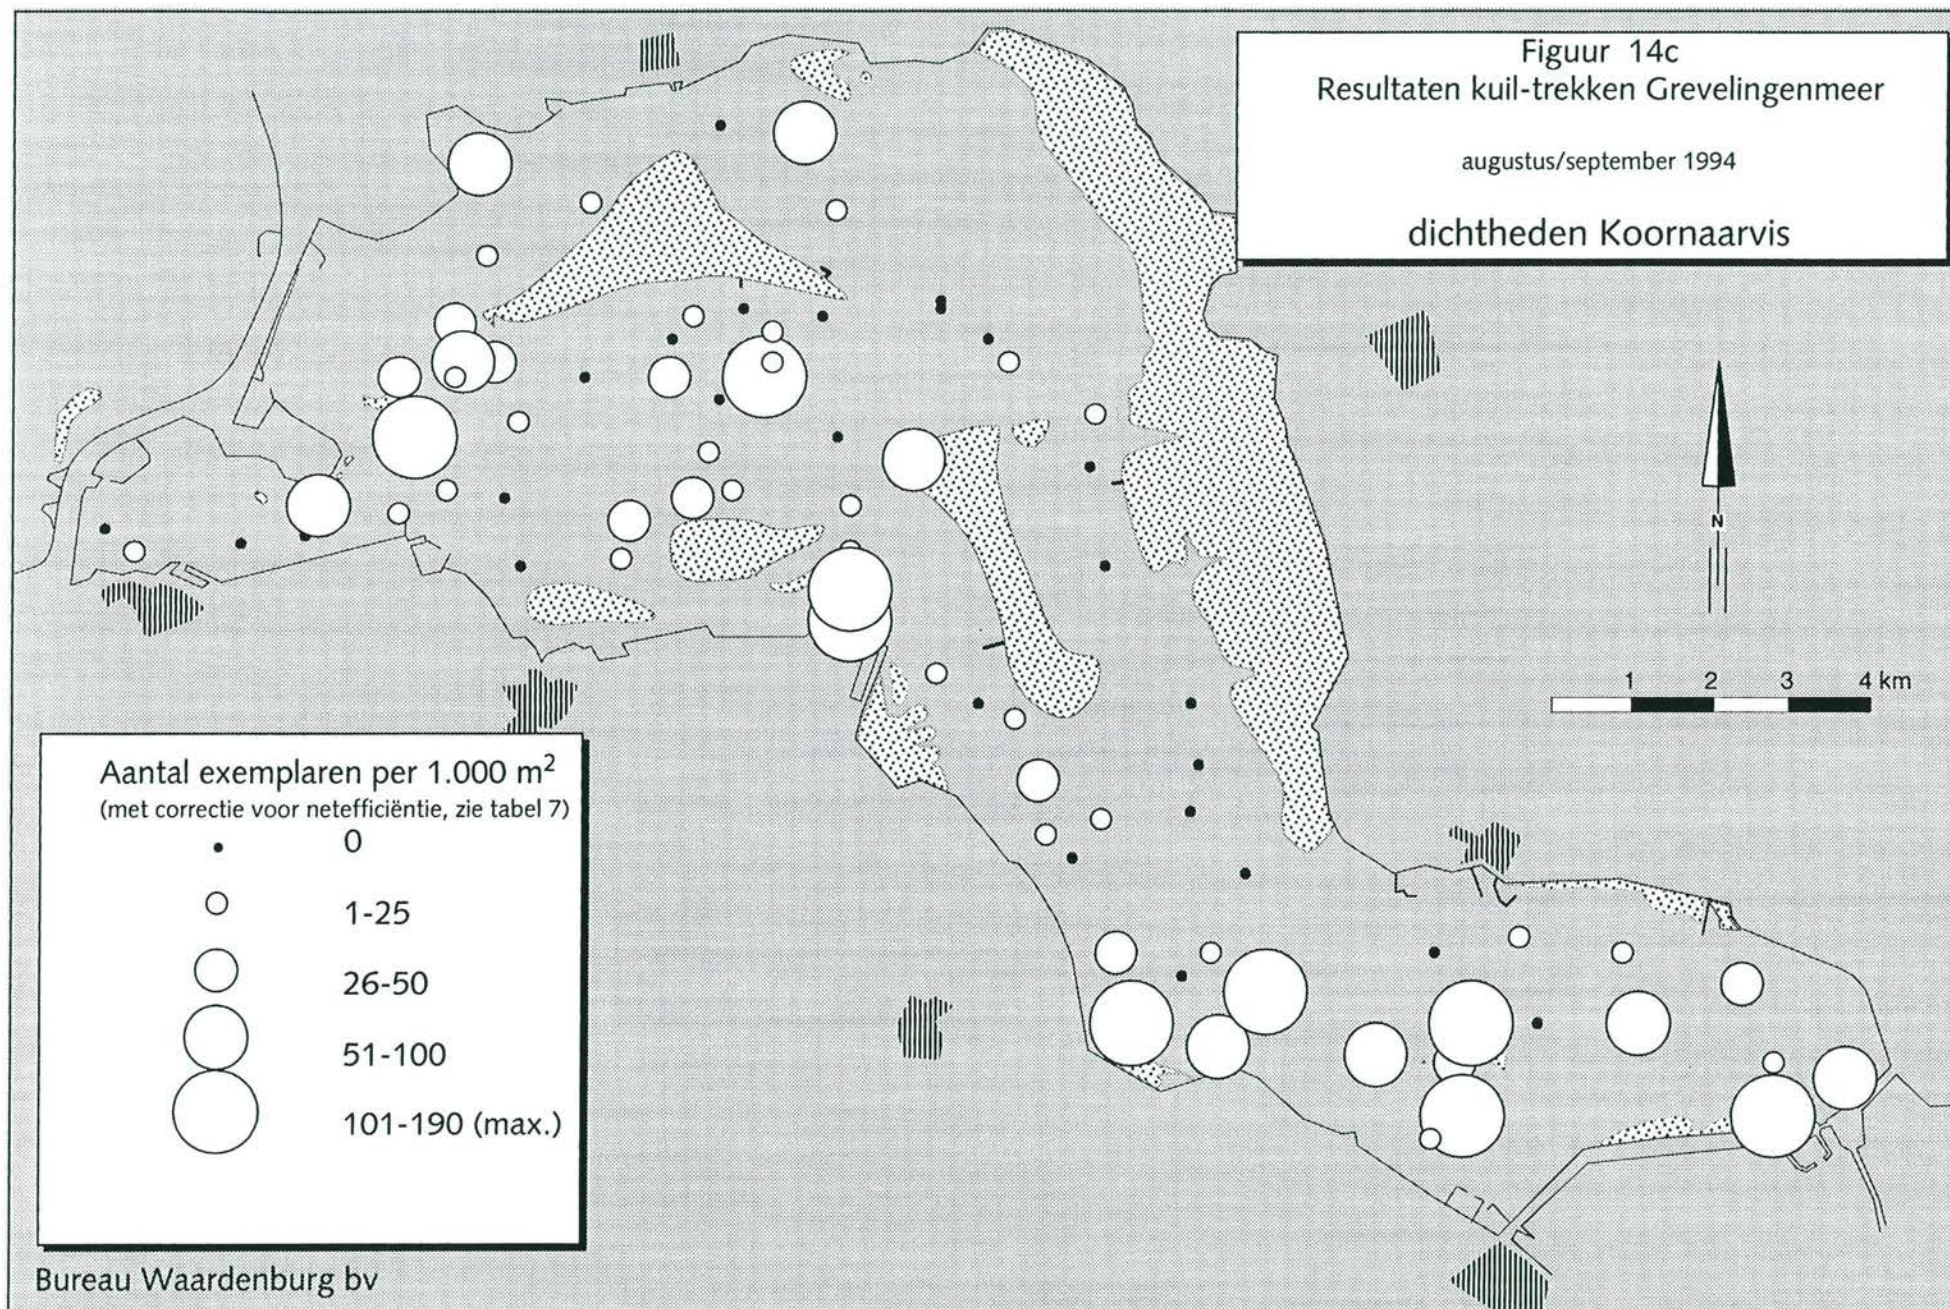 Figuur 14c
Resultaten kuil-trekken Grevelingenmeer
augustus/september 1994
dichtheden Koornaarvis
N
1 2 3 4 km
Aantal exemplaren per 1.000 m²
(met correctie voor netefficiëntie, zie tabel 7)
0
1-25
26-50
51-100
101-190 (max.)
Bureau Waardenburg bv